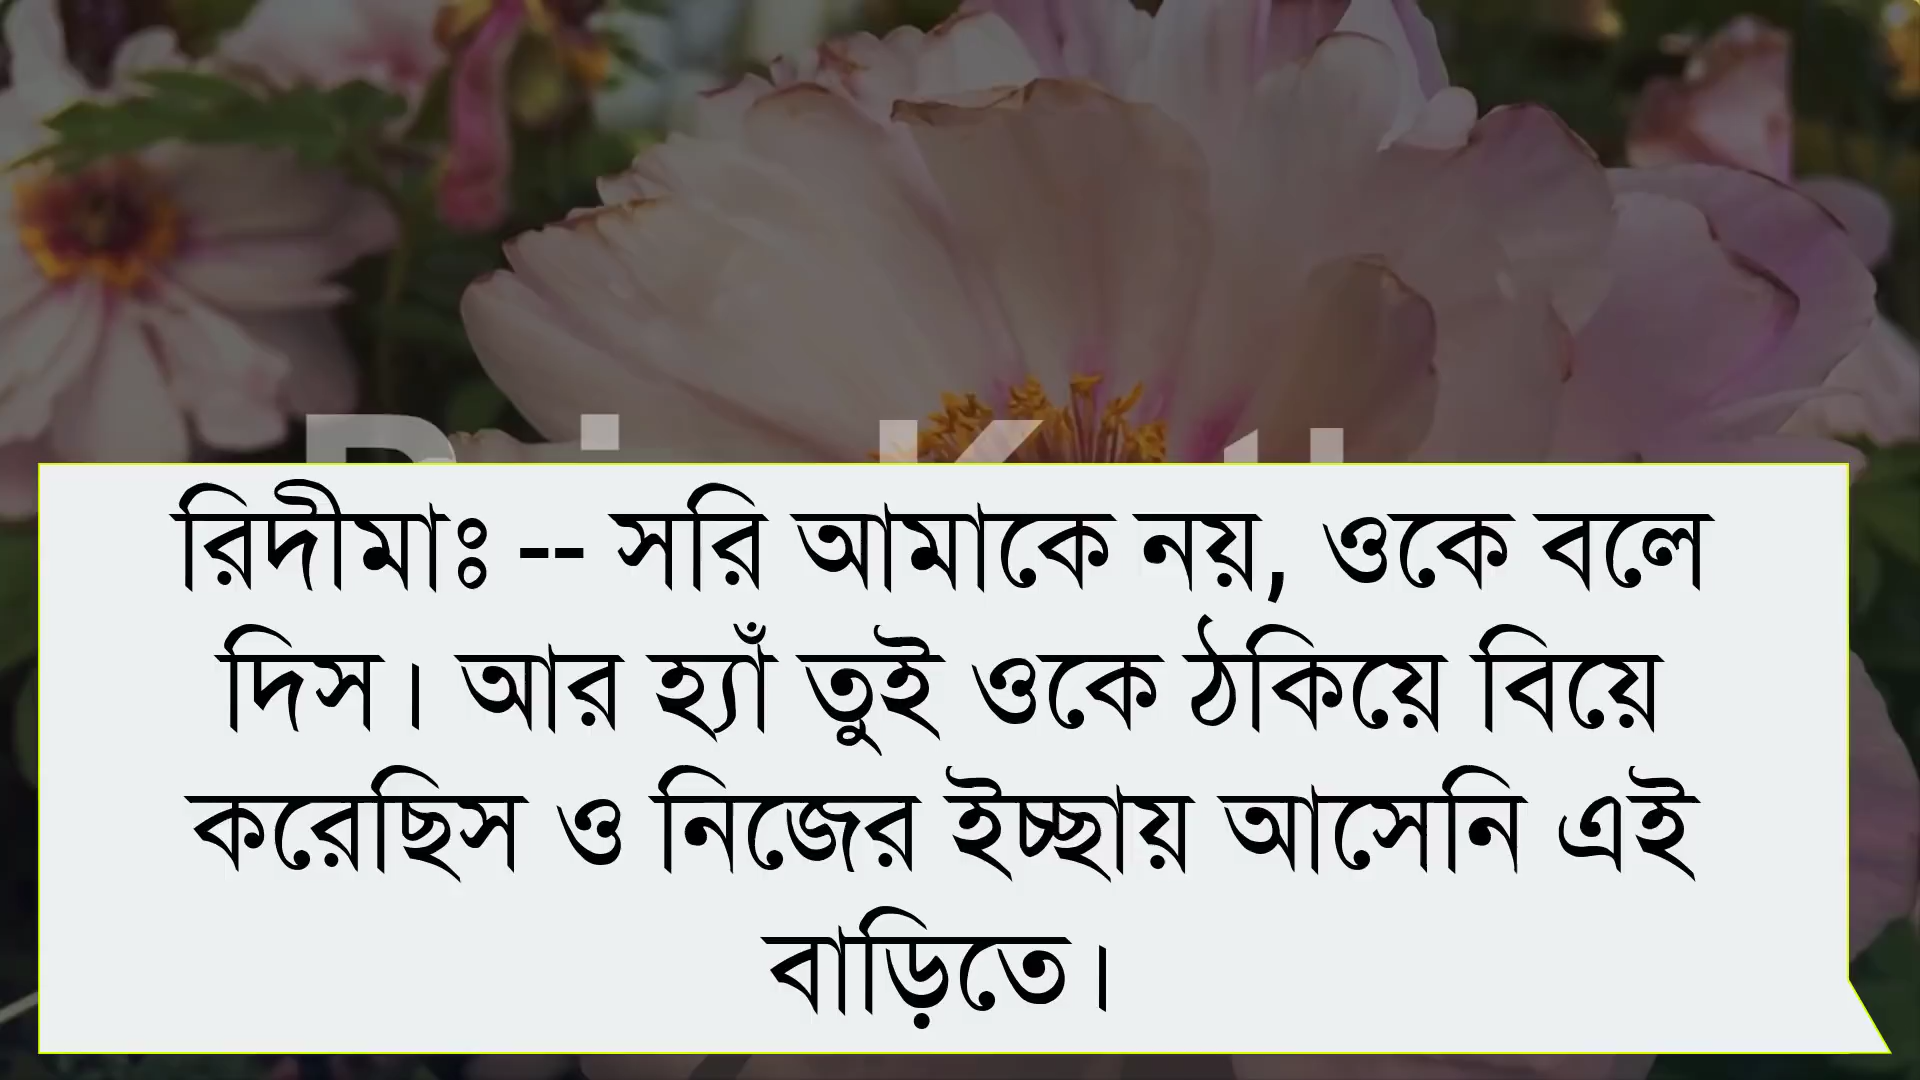 রিদীমাঃ -- সরি আমাকে নয়, ওকে বলে
দিস। আর হ্যাঁ তুই ওকে ঠকিয়ে বিয়ে
করেছিস ও নিজের ইচ্ছায় আসেনি এই
বাড়িতে।